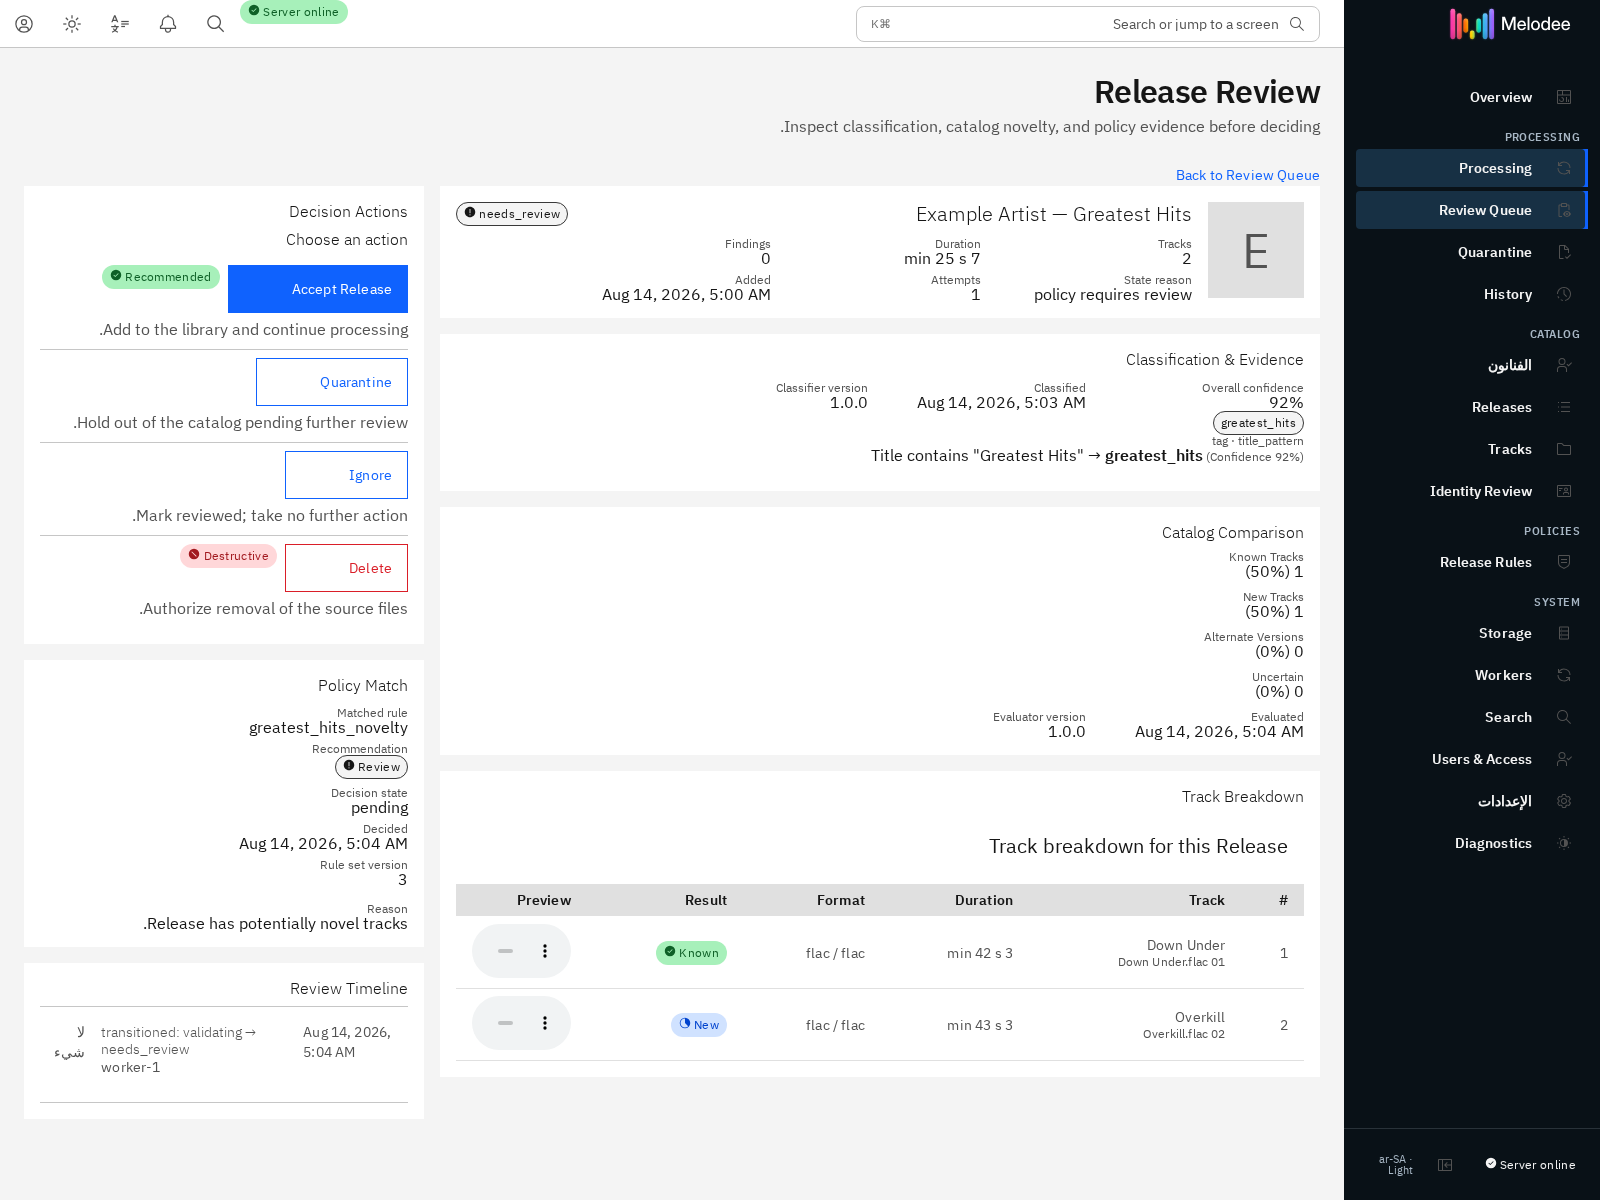 Server online
K⌘
Search or jump to a screen
Melodee
Overview
PROCESSING
Processing
Review Queue
Quarantine
History
CATALOG
الفنانون
Releases
Tracks
Identity Review
POLICIES
Release Rules
SYSTEM
Storage
Workers
Search
Users & Access
الإعدادات
Diagnostics
ar-SA ·
Light
Server online
Release Review
.Inspect classification, catalog novelty, and policy evidence before deciding
Back to Review Queue
E
Example Artist — Greatest Hits
needs_review
Tracks
2
Duration
min 25 s 7
Findings
0
State reason
policy requires review
Attempts
1
Added
Aug 14, 2026, 5:00 AM
Classification & Evidence
Overall confidence
92%
Classified
Aug 14, 2026, 5:03 AM
Classifier version
1.0.0
greatest_hits
tag · title_pattern
Title contains "Greatest Hits" → greatest_hits (Confidence 92%)
Catalog Comparison
Known Tracks
(50%) 1
New Tracks
(50%) 1
Alternate Versions
(0%) 0
Uncertain
(0%) 0
Evaluated
Aug 14, 2026, 5:04 AM
Evaluator version
1.0.0
Track Breakdown
Track breakdown for this Release
# Track Duration Format Result Preview
1 Down Under min 42 s 3 flac / flac Known
Down Under.flac 01
2 Overkill min 43 s 3 flac / flac New
Overkill.flac 02
Decision Actions
Choose an action
Accept Release
Recommended
.Add to the library and continue processing
Quarantine
.Hold out of the catalog pending further review
Ignore
.Mark reviewed; take no further action
Delete
Destructive
.Authorize removal of the source files
Policy Match
Matched rule
greatest_hits_novelty
Recommendation
Review
Decision state
pending
Decided
Aug 14, 2026, 5:04 AM
Rule set version
3
Reason
.Release has potentially novel tracks
Review Timeline
Aug 14, 2026,
5:04 AM
transitioned: validating →
needs_review
worker-1
لا
شيء